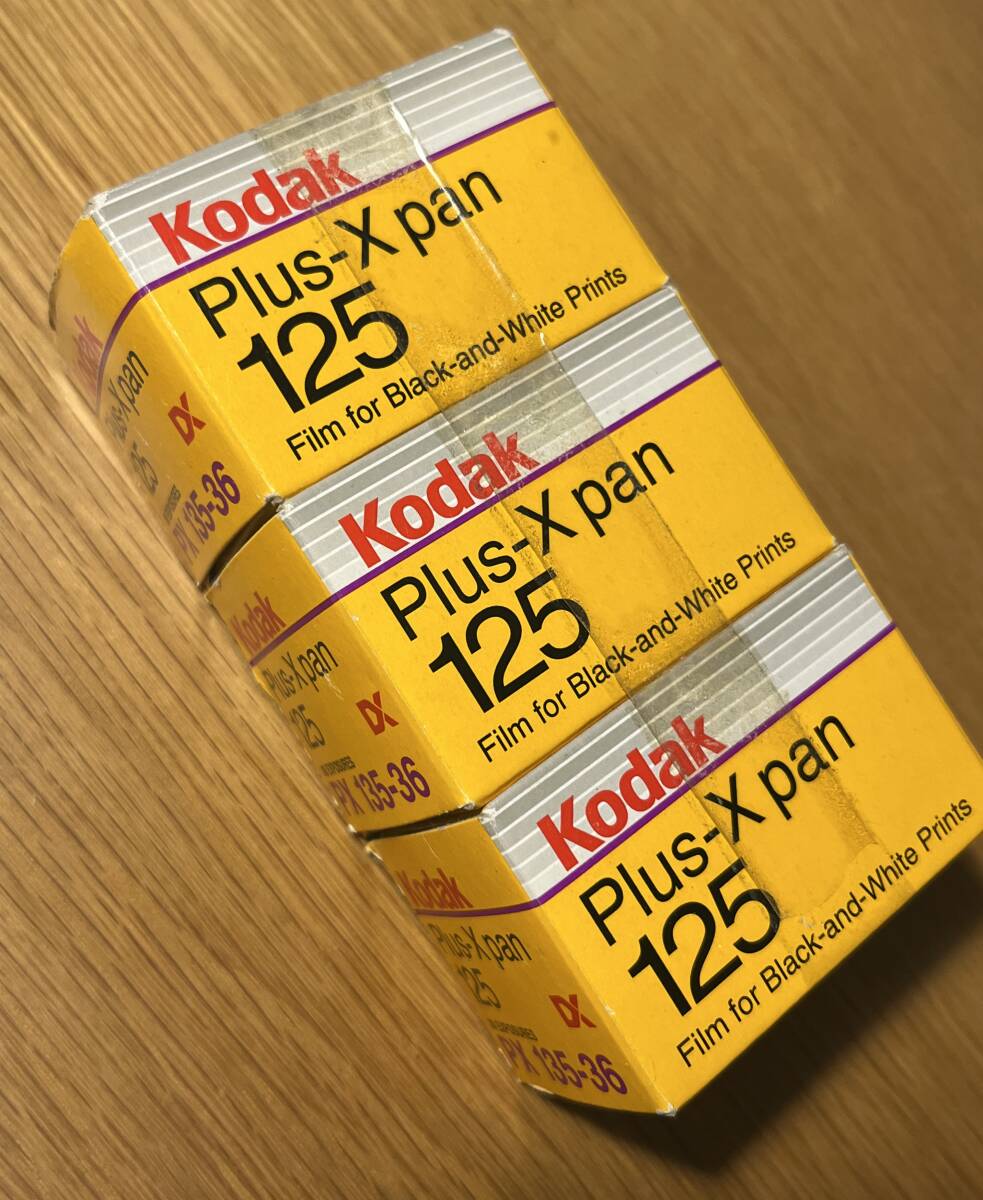 Kodak
Plus-X pan
125
Film for Black-and-White Prints
Kodak
Plus-X pan
125
DX
PX 135-36
Kodak
Plus-X pan
125
Film for Black-and-White Prints
Kodak
Plus-X pan
125
DX
PX 135-36
Kodak
Plus-X pan
125
Film for Black-and-White Prints
Kodak
Plus-X pan
125
DX
PX 135-36